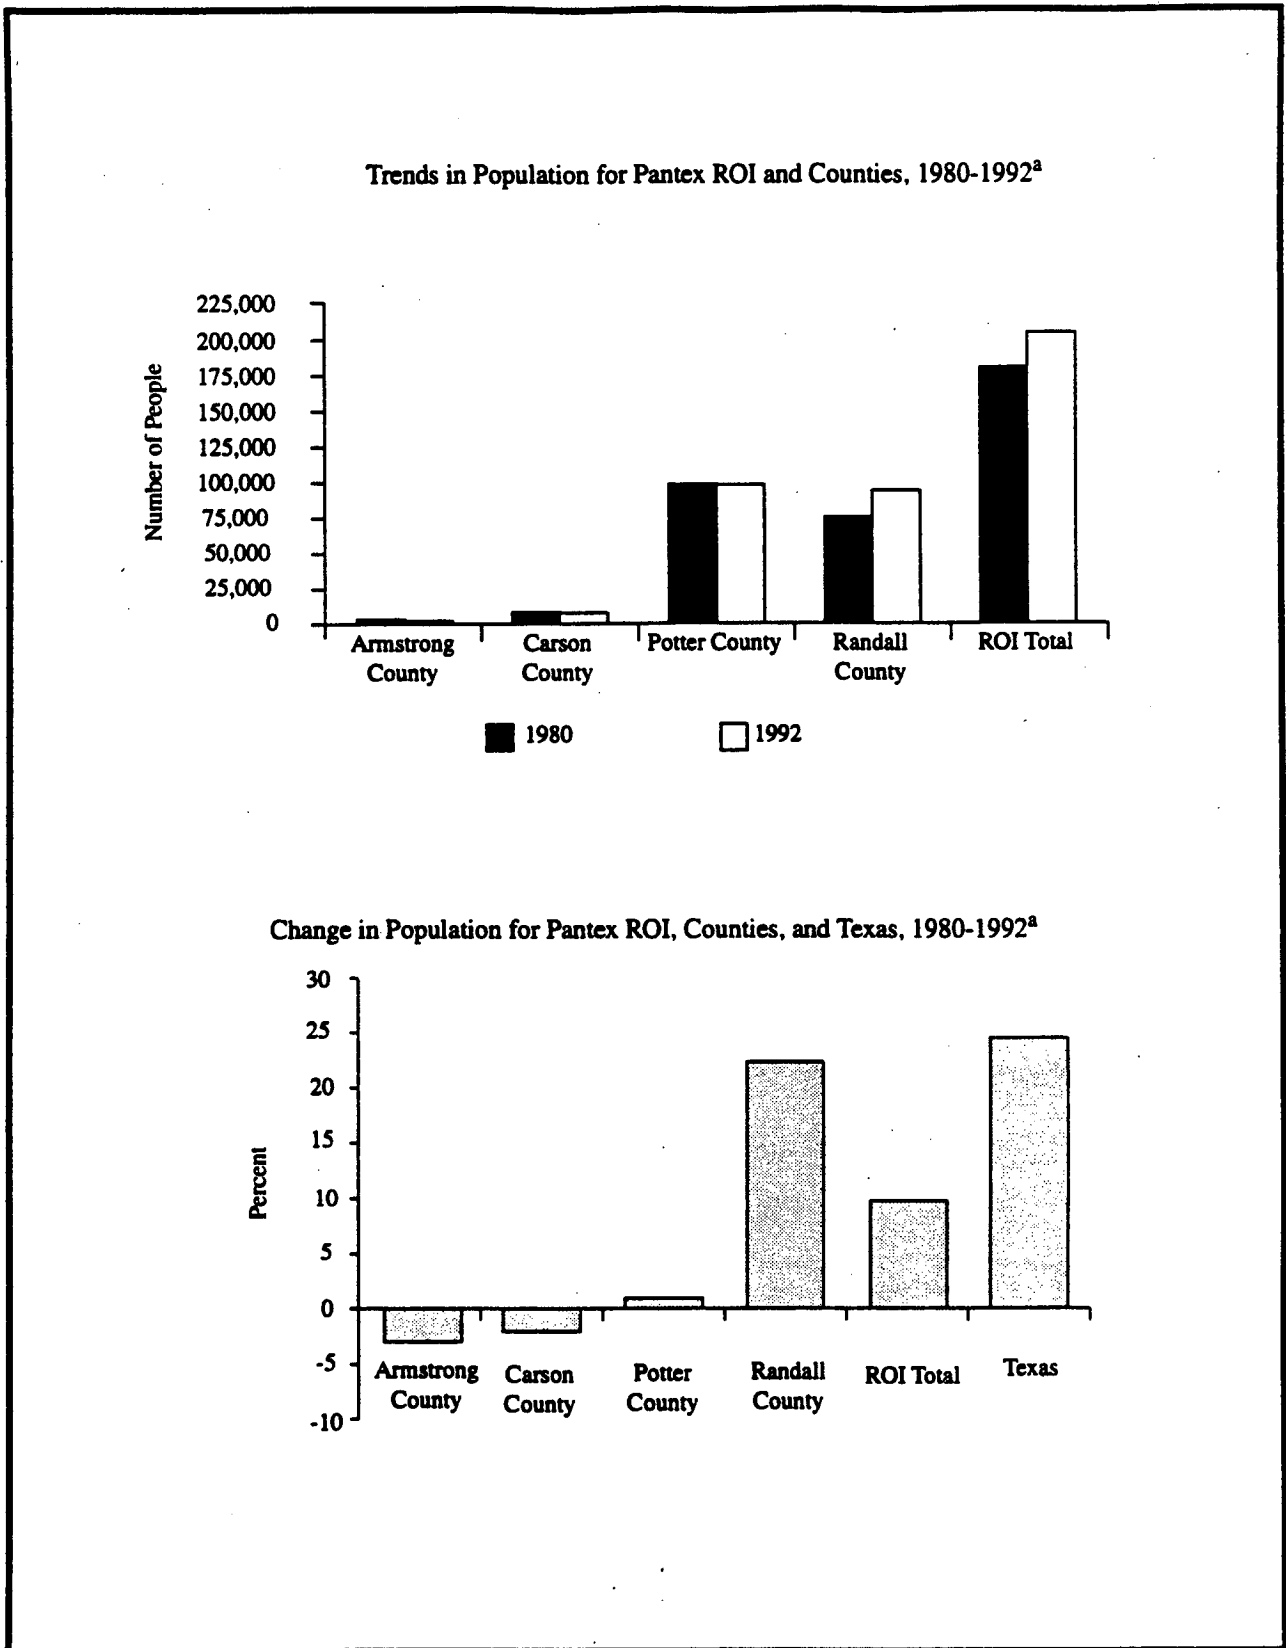 Trends in Population for Pantex ROI and Counties, 1980-1992ᵃ
225,000
200,000
175,000
150,000
125,000
100,000
75,000
50,000
25,000
0
Number of People
Armstrong County
Carson County
Potter County
Randall County
ROI Total
1980
1992
Change in Population for Pantex ROI, Counties, and Texas, 1980-1992ᵃ
30
25
20
15
10
5
0
-5
-10
Percent
Armstrong County
Carson County
Potter County
Randall County
ROI Total
Texas